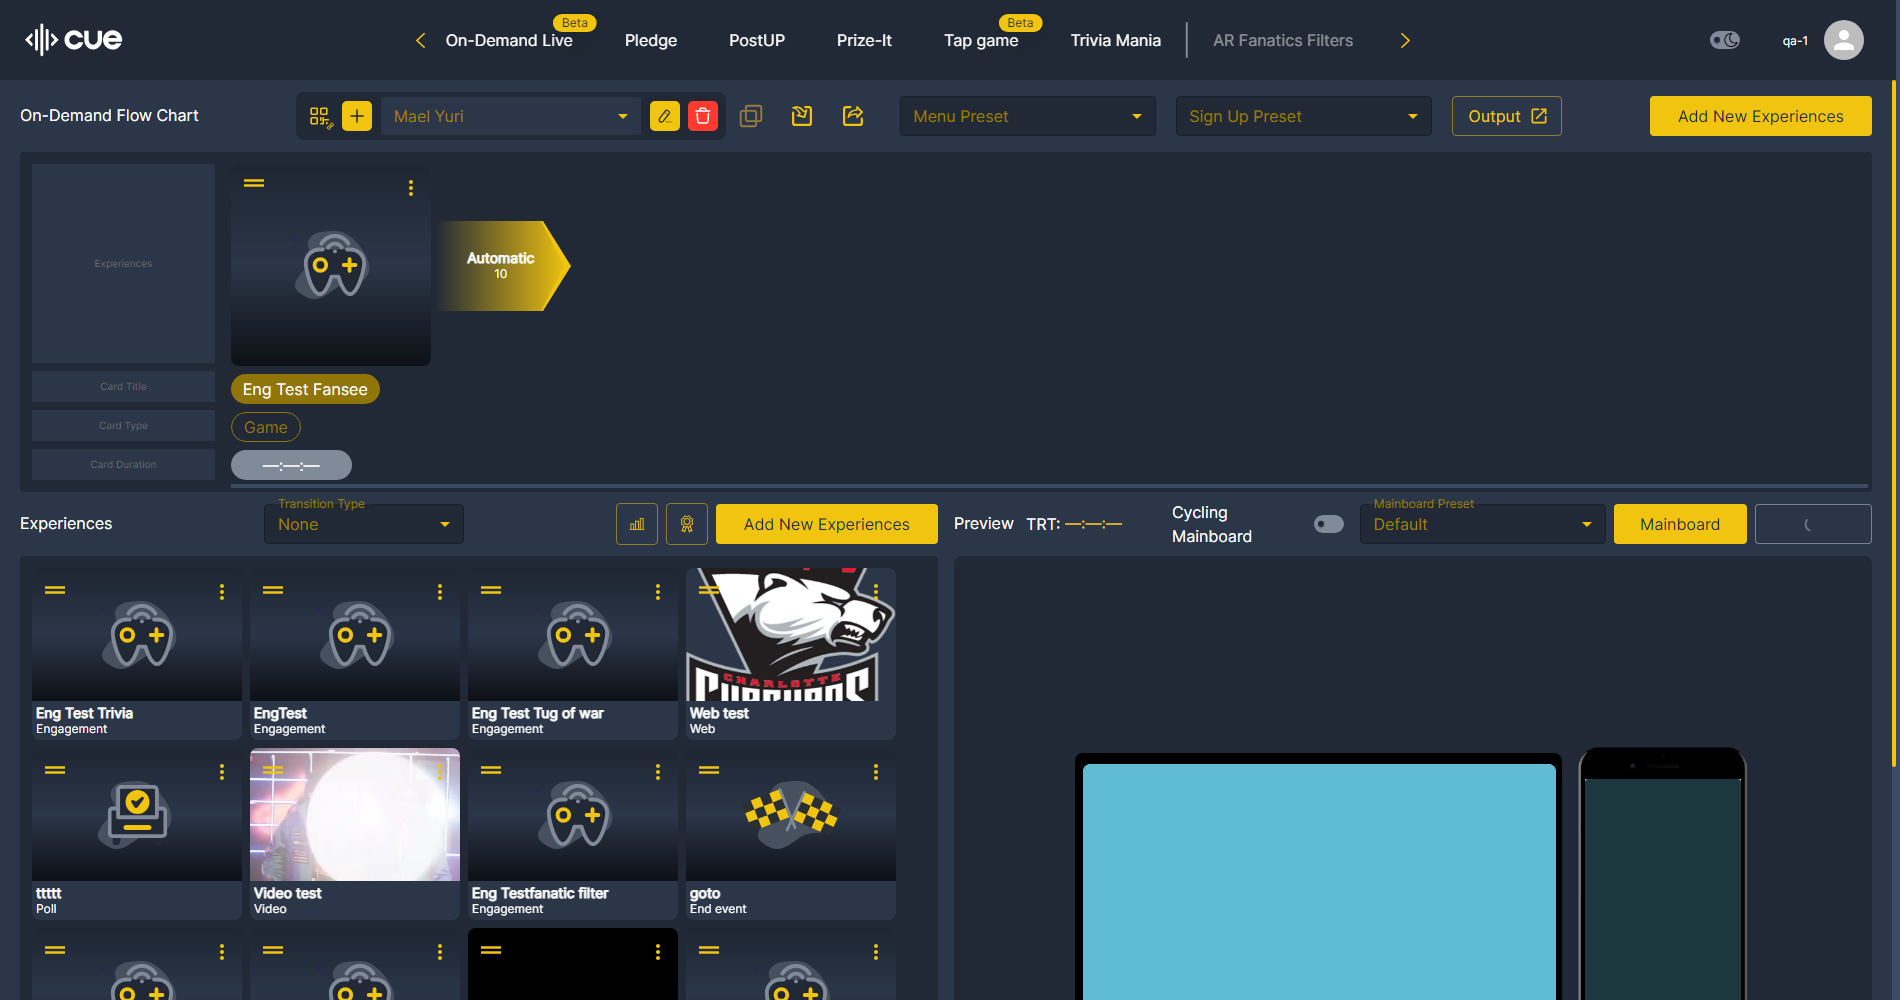 cue
On-Demand Live
Beta
Pledge
PostUP
Prize-It
Tap game
Beta
Trivia Mania
AR Fanatics Filters
qa-1
On-Demand Flow Chart
Mael Yuri
Menu Preset
Sign Up Preset
Output
Add New Experiences
Experiences
Automatic
10
Card Title
Eng Test Fansee
Card Type
Game
Card Duration
—:—:—
Experiences
Transition Type
None
Add New Experiences
Preview
TRT: —:—:—
Cycling
Mainboard
Mainboard Preset
Default
Mainboard
Eng Test Trivia
Engagement
EngTest
Engagement
Eng Test Tug of war
Engagement
CHARLOTTE
Web test
Web
ttttt
Poll
Video test
Video
Eng Testfanatic filter
Engagement
goto
End event